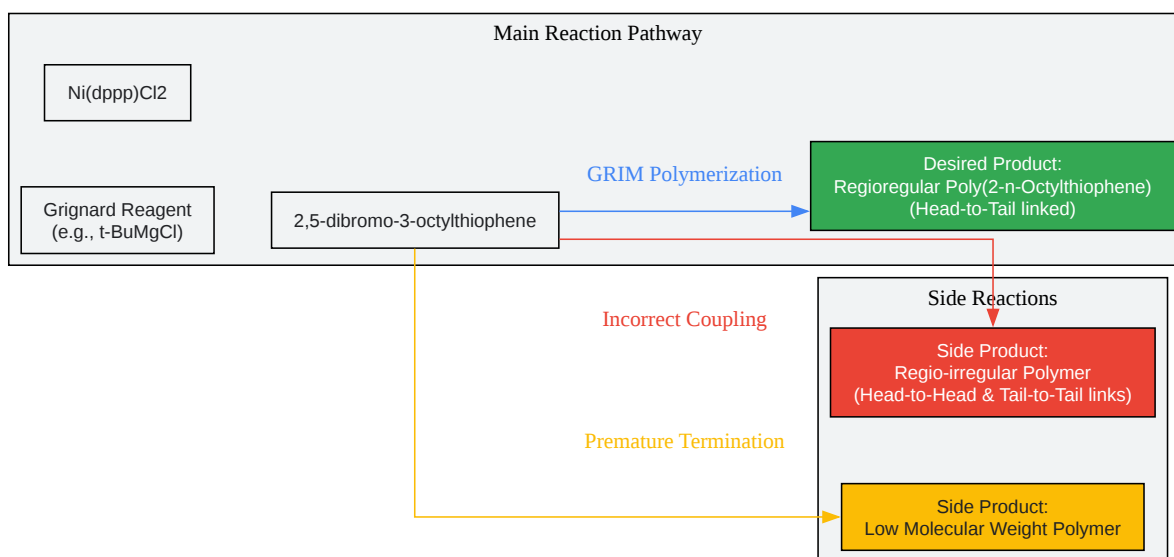 Main Reaction Pathway
Ni(dppp)Cl2
Grignard Reagent
(e.g., t-BuMgCl)
2,5-dibromo-3-octylthiophene
GRIM Polymerization
Desired Product:
Regioregular Poly(2-n-Octylthiophene)
(Head-to-Tail linked)
Side Reactions
Incorrect Coupling
Side Product:
Regio-irregular Polymer
(Head-to-Head & Tail-to-Tail links)
Premature Termination
Side Product:
Low Molecular Weight Polymer